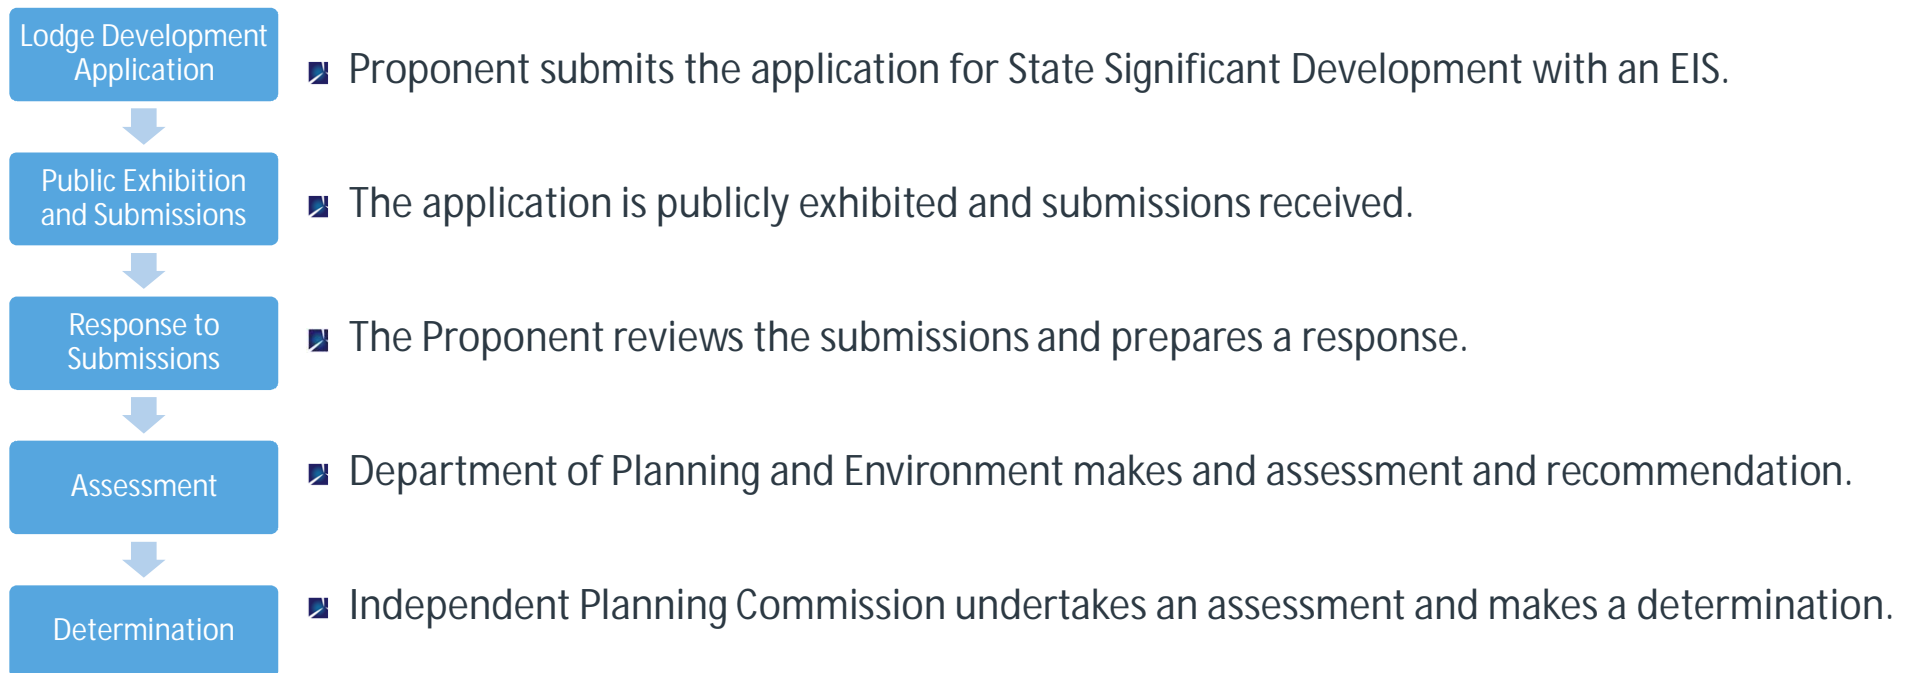 Lodge Development
Application
Proponent submits the application for State Significant Development with an EIS.
Public Exhibition
and Submissions
The application is publicly exhibited and submissions received.
Response to
Submissions
The Proponent reviews the submissions and prepares a response.
Assessment
Department of Planning and Environment makes and assessment and recommendation.
Determination
Independent Planning Commission undertakes an assessment and makes a determination.